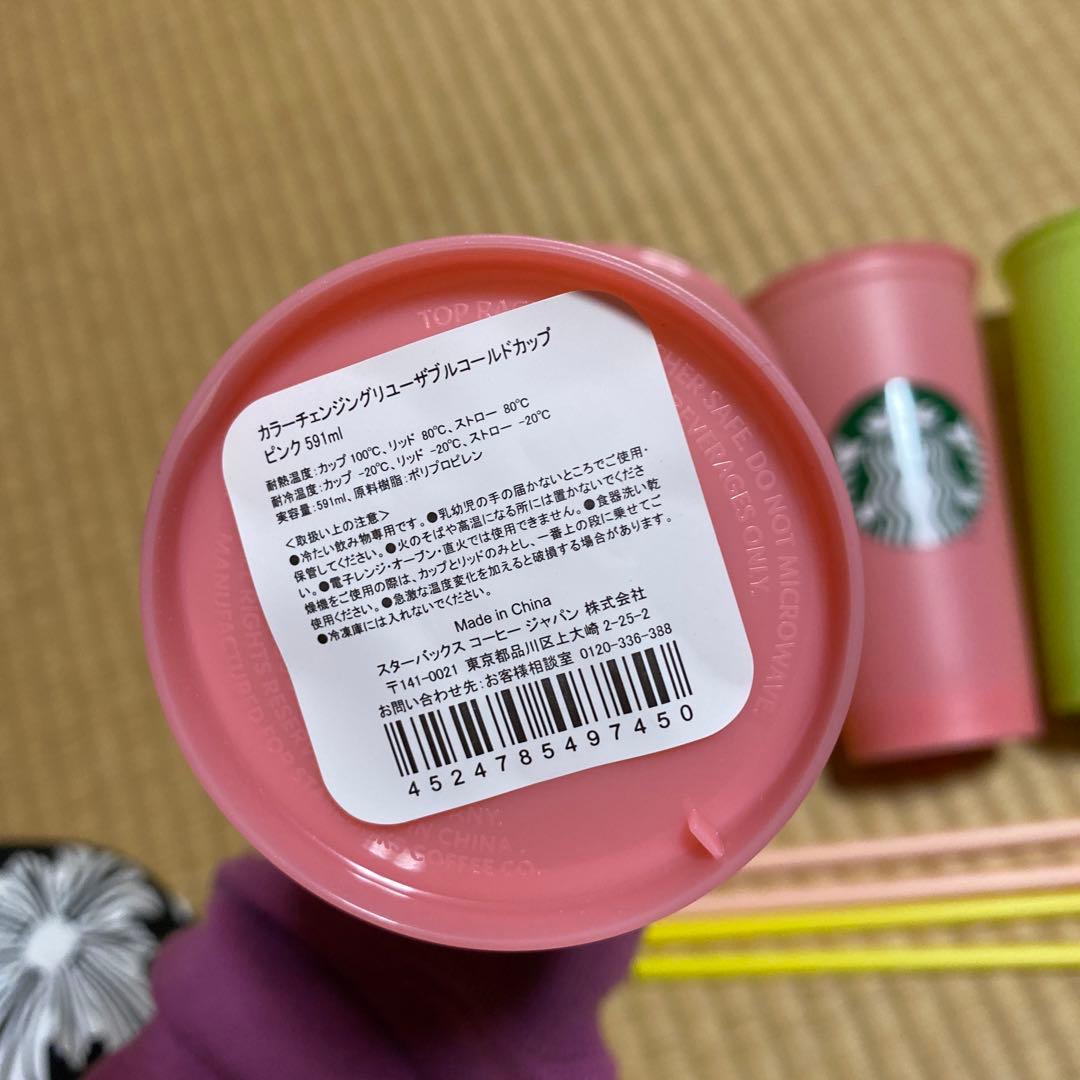 カラーチェンジングリユーザブルコールドカップ
ピンク 591ml
耐熱温度:カップ 100℃、リッド 80℃、ストロー 80℃
耐冷温度:カップ -20℃、リッド -20℃、ストロー -20℃
実容量:591ml、原料樹脂:ポリプロピレン
<取扱い上の注意>
●冷たい飲み物専用です。●乳幼児の手の届かないところでご使用・
保管してください。●火のそばや高温になる所には置かないでくださ
い。●電子レンジ・オーブン・直火では使用できません。●食器洗い乾
燥機をご使用の際は、カップとリッドのみとし、一番上の段に乗せてご
使用ください。●急激な温度変化を加えると破損する場合があります。
●冷凍庫には入れないでください。
Made in China
スターバックス コーヒー ジャパン 株式会社
〒141-0021 東京都品川区上大崎 2-25-2
お問い合わせ先:お客様相談室 0120-336-388
4524785497450
TOP
SAFE. DO NOT MICROWAVE.
BEVERAGES ONLY.
MANUFACTURED
RIGHTS
IN CHINA
COFFEE CO.